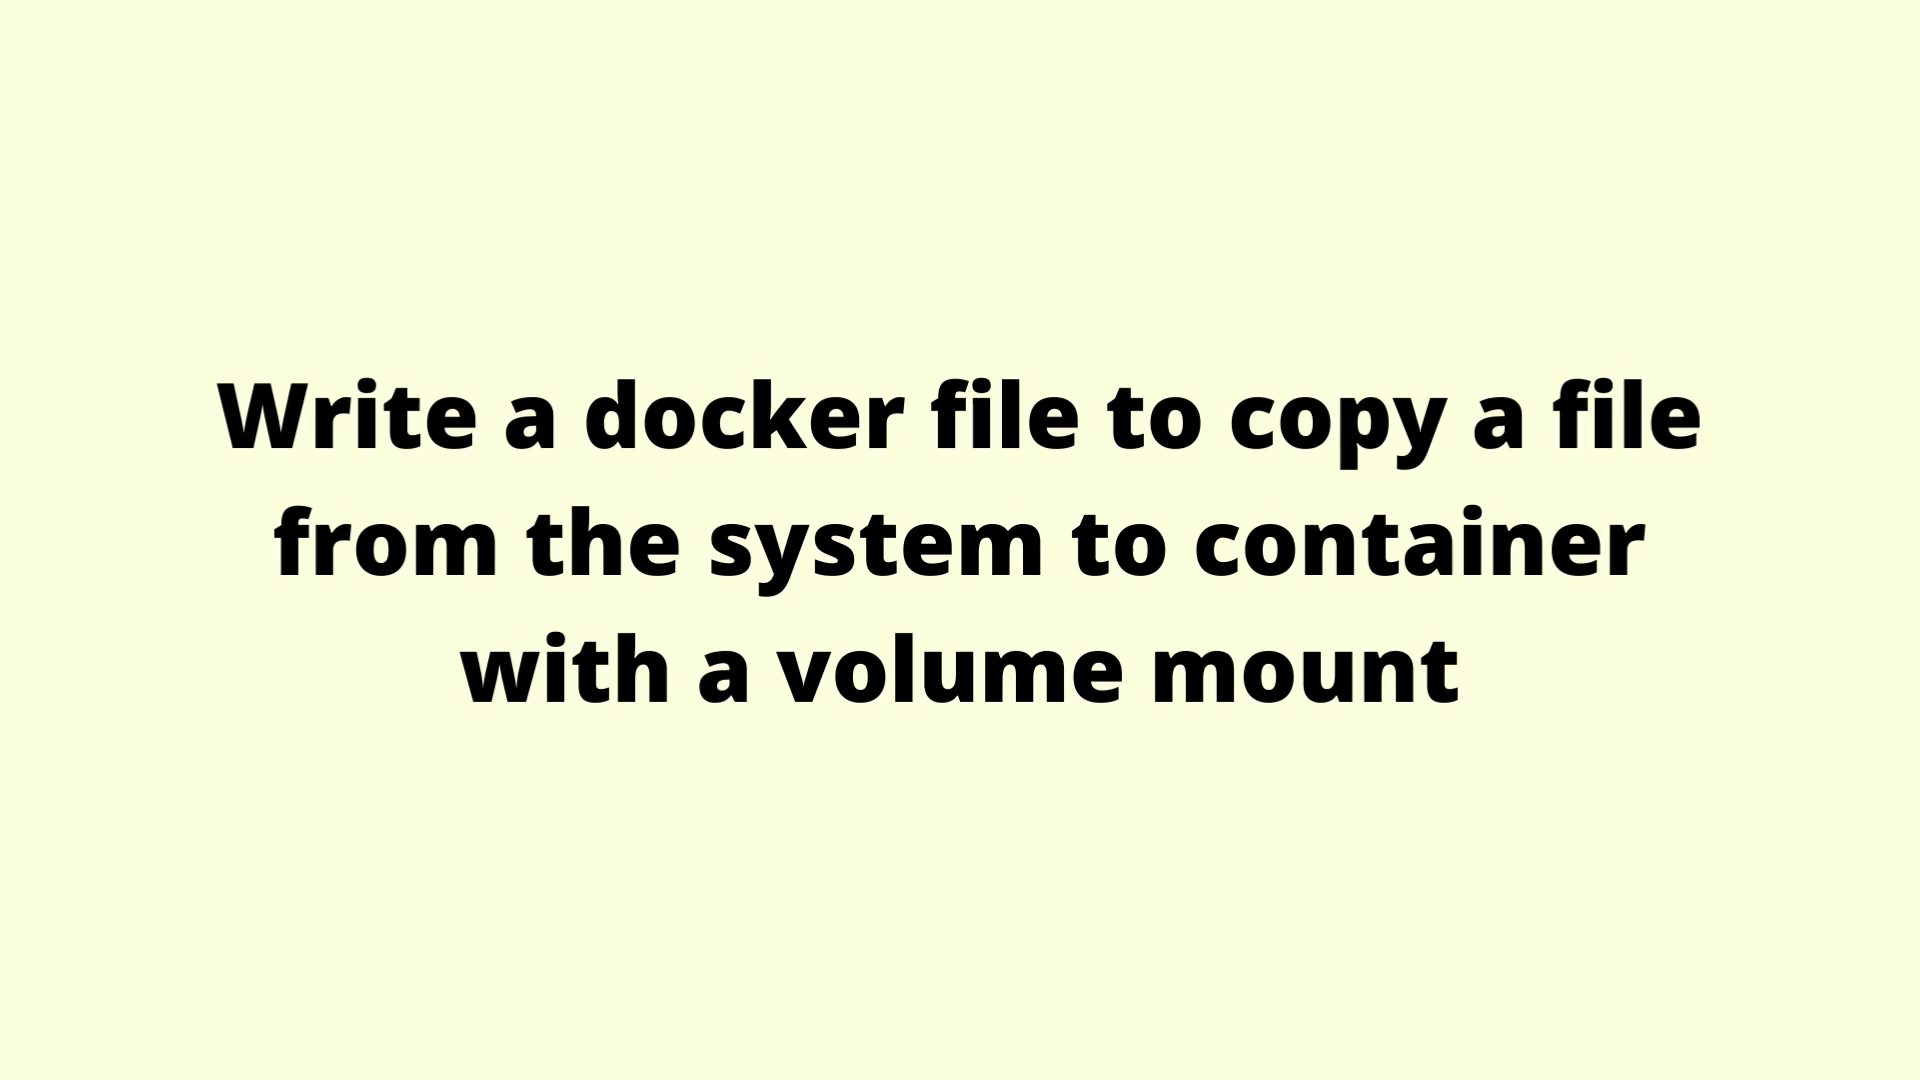 Write a docker file to copy a file
from the system to container
with a volume mount